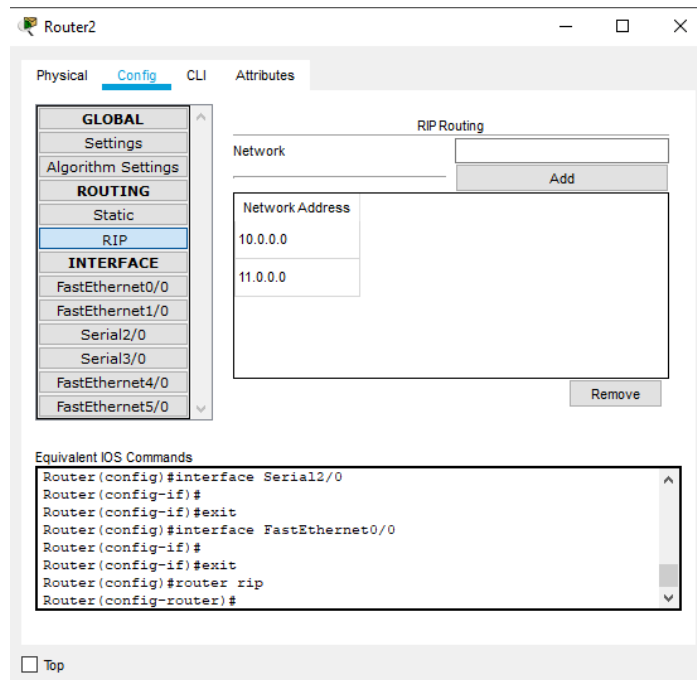 Router2
Physical Config CLI Attributes
GLOBAL
Settings
Algorithm Settings
ROUTING
Static
RIP
INTERFACE
FastEthernet0/0
FastEthernet1/0
Serial2/0
Serial3/0
FastEthernet4/0
FastEthernet5/0
RIP Routing
Network
Add
Network Address
10.0.0.0
11.0.0.0
Remove
Equivalent IOS Commands
Router(config)#interface Serial2/0
Router(config-if)#
Router(config-if)#exit
Router(config)#interface FastEthernet0/0
Router(config-if)#
Router(config-if)#exit
Router(config)#router rip
Router(config-router)#
Top